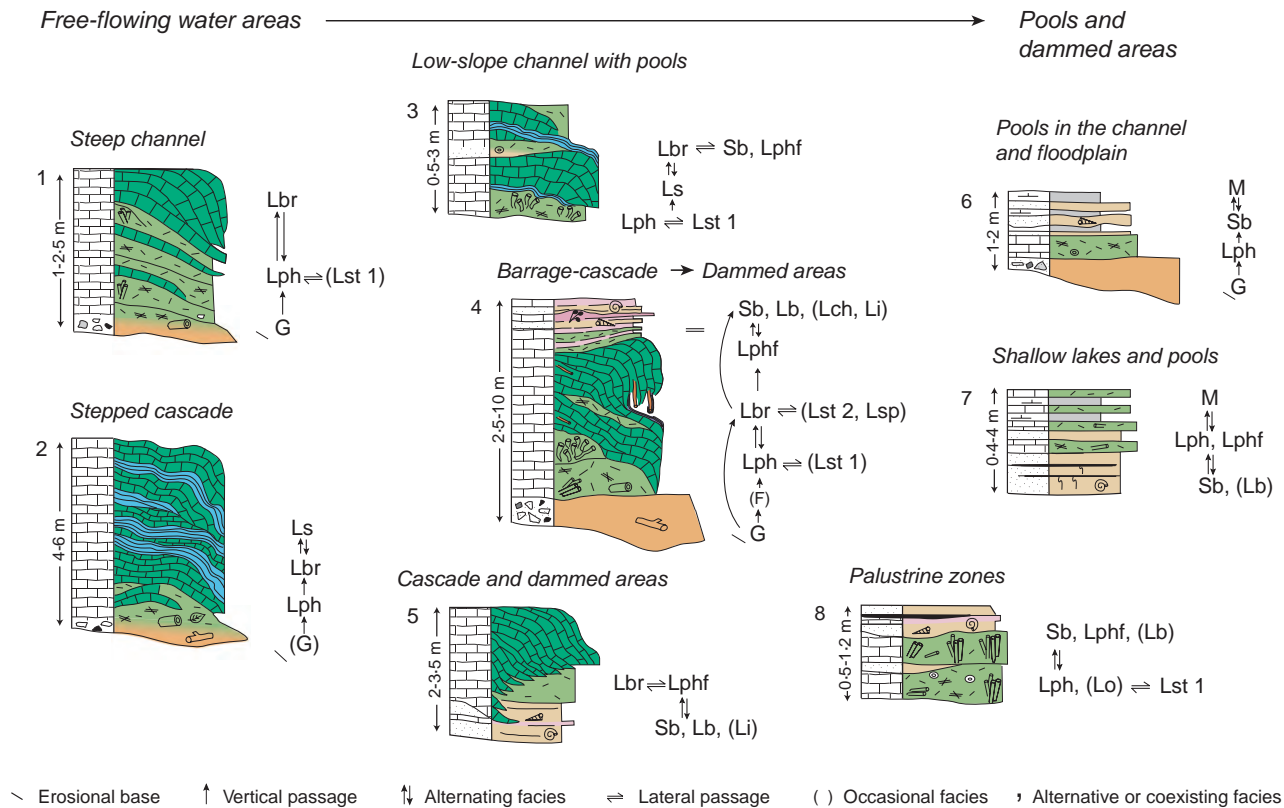 Free-flowing water areas
Pools and
dammed areas
Low-slope channel with pools
3
0-5-3 m
Lbr ⇌ Sb, Lphf
Ls
Lph ⇌ Lst 1
Steep channel
1
1-2-5 m
Lbr
Lph ⇌ (Lst 1)
G
Pools in the channel
and floodplain
6
1-2 m
M
Sb
Lph
G
Barrage-cascade → Dammed areas
4
2-5-10 m
=
Sb, Lb, (Lch, Li)
Lphf
Lbr ⇌ (Lst 2, Lsp)
Lph ⇌ (Lst 1)
(F)
G
Shallow lakes and pools
7
0-4-4 m
M
Lph, Lphf
Sb, (Lb)
Stepped cascade
2
4-6 m
Ls
Lbr
Lph
(G)
Cascade and dammed areas
5
2-3-5 m
Lbr ⇌ Lphf
Sb, Lb, (Li)
Palustrine zones
8
0-5-1-2 m
Sb, Lphf, (Lb)
Lph, (Lo) ⇌ Lst 1
\ Erosional base ↑ Vertical passage ⇅ Alternating facies ⇌ Lateral passage ( ) Occasional facies , Alternative or coexisting facies